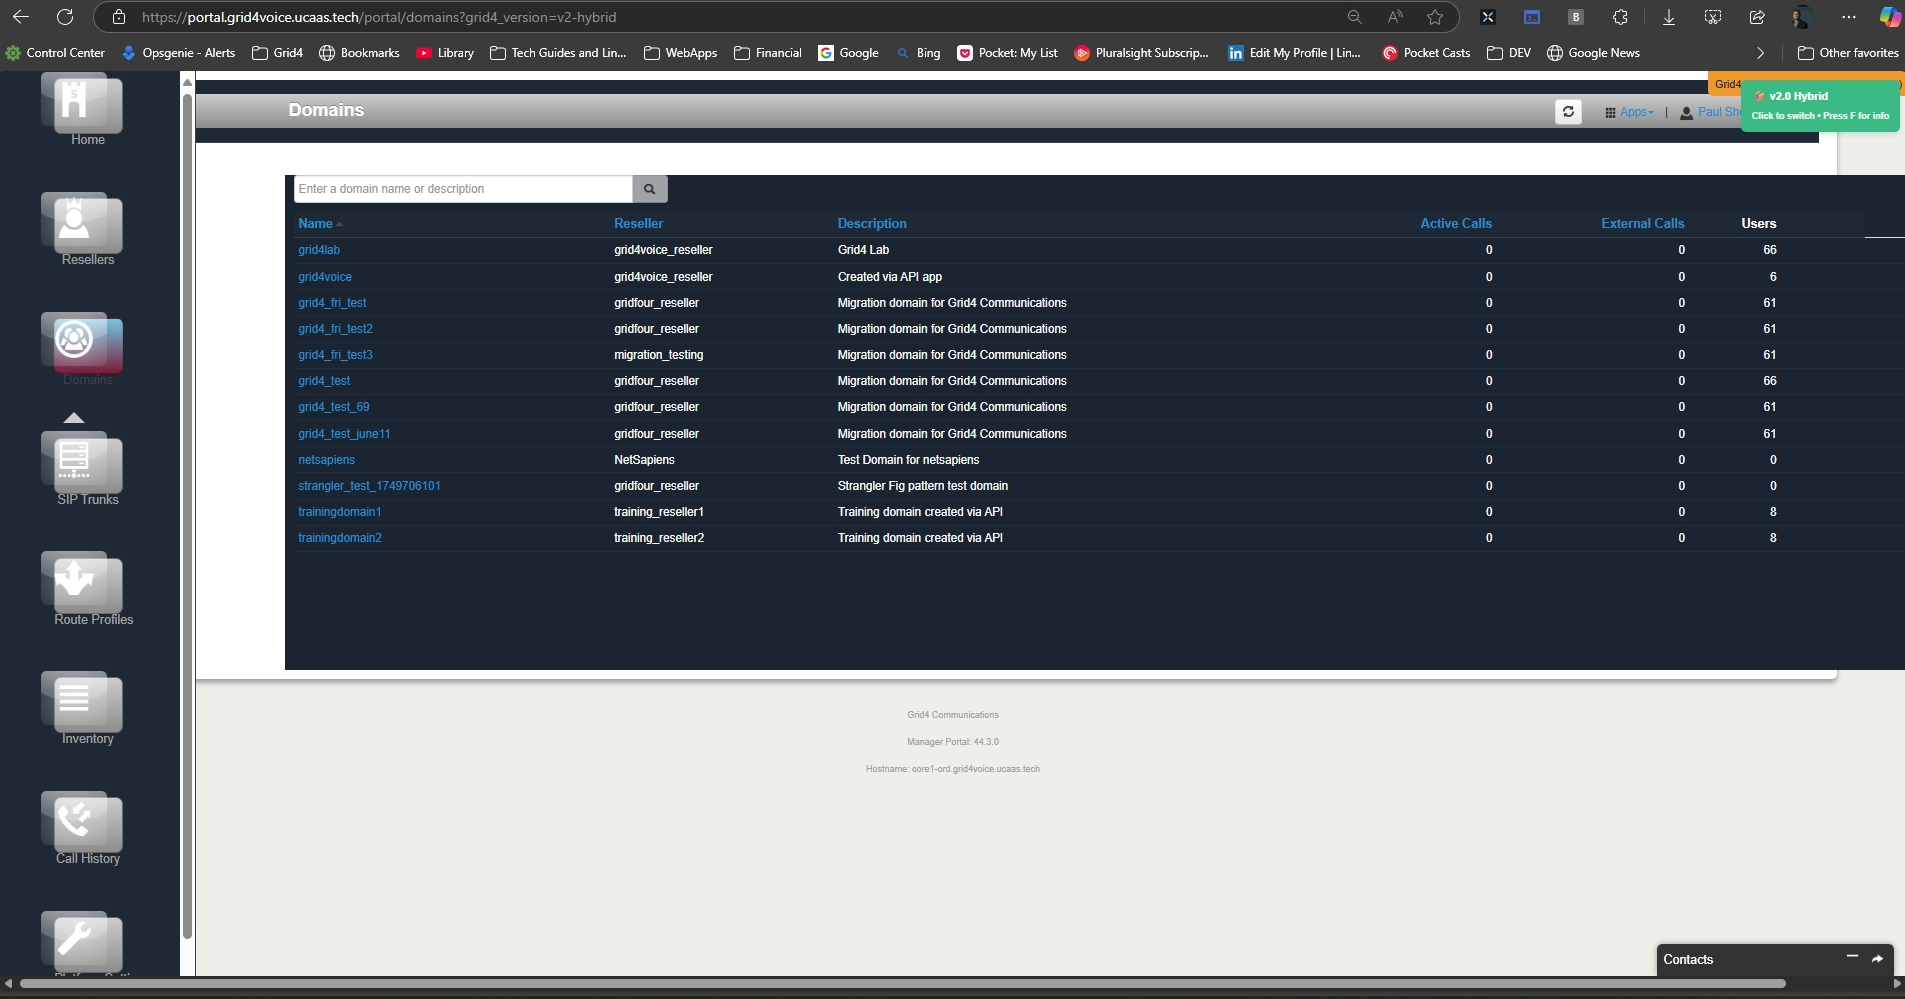 https://portal.grid4voice.ucaas.tech/portal/domains?grid4_version=v2-hybrid
Control Center Opsgenie - Alerts Grid4 Bookmarks Library Tech Guides and Lin... WebApps Financial Google Bing Pocket: My List Pluralsight Subscrip... Edit My Profile | Lin... Pocket Casts DEV Google News Other favorites
Home
Resellers
Domains
SIP Trunks
Route Profiles
Inventory
Call History
Domains
Apps
|
Paul Sh
Grid4
v2.0 Hybrid
Click to switch • Press F for info
Enter a domain name or description
Name Reseller Description Active Calls External Calls Users
grid4lab grid4voice_reseller Grid4 Lab 0 0 66
grid4voice grid4voice_reseller Created via API app 0 0 6
grid4_fri_test gridfour_reseller Migration domain for Grid4 Communications 0 0 61
grid4_fri_test2 gridfour_reseller Migration domain for Grid4 Communications 0 0 61
grid4_fri_test3 migration_testing Migration domain for Grid4 Communications 0 0 61
grid4_test gridfour_reseller Migration domain for Grid4 Communications 0 0 66
grid4_test_69 gridfour_reseller Migration domain for Grid4 Communications 0 0 61
grid4_test_june11 gridfour_reseller Migration domain for Grid4 Communications 0 0 61
netsapiens NetSapiens Test Domain for netsapiens 0 0 0
strangler_test_1749706101 gridfour_reseller Strangler Fig pattern test domain 0 0 0
trainingdomain1 training_reseller1 Training domain created via API 0 0 8
trainingdomain2 training_reseller2 Training domain created via API 0 0 8
Grid4 Communications
Manager Portal: 44.3.0
Hostname: core1-ord.grid4voice.ucaas.tech
Contacts